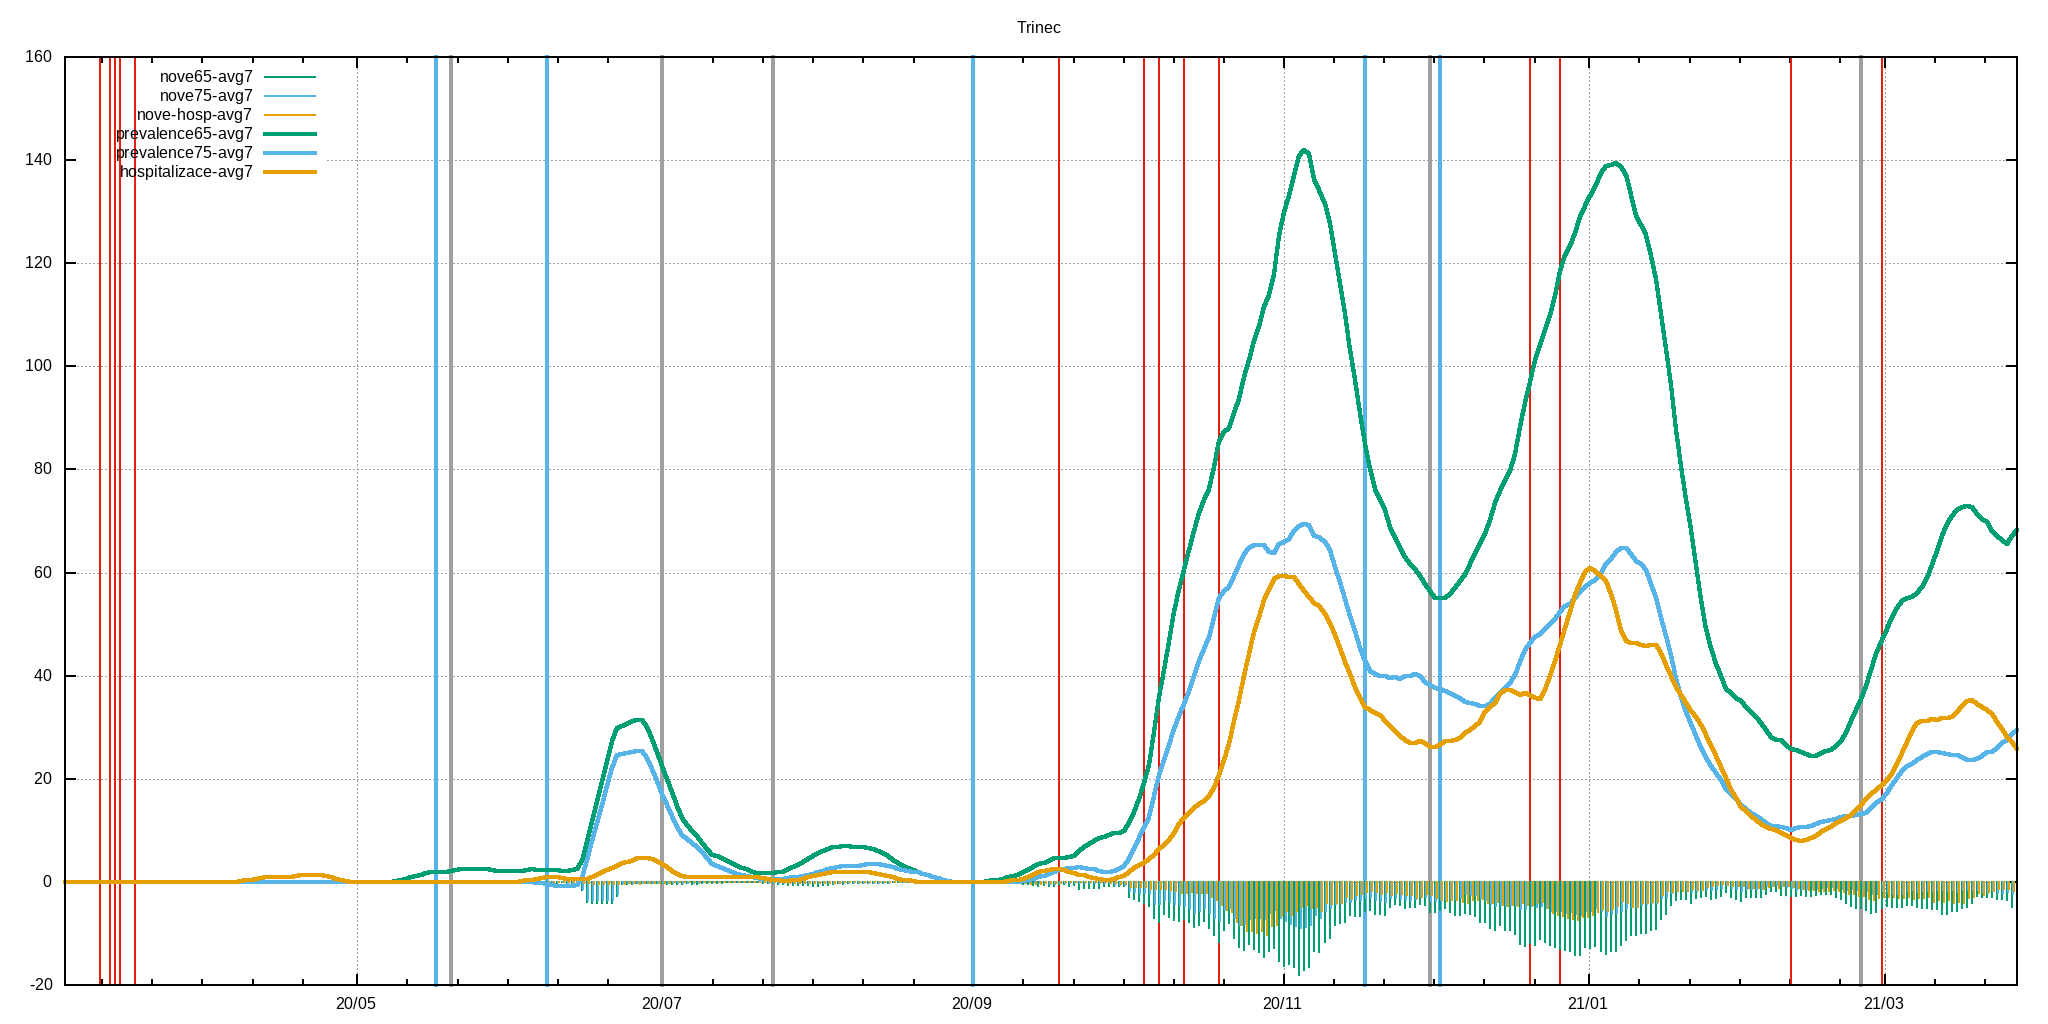 Trinec
160
140
120
100
80
60
40
20
0
-20
nove65-avg7
nove75-avg7
nove-hosp-avg7
prevalence65-avg7
prevalence75-avg7
hospitalizace-avg7
20/05 20/07 20/09 20/11 21/01 21/03